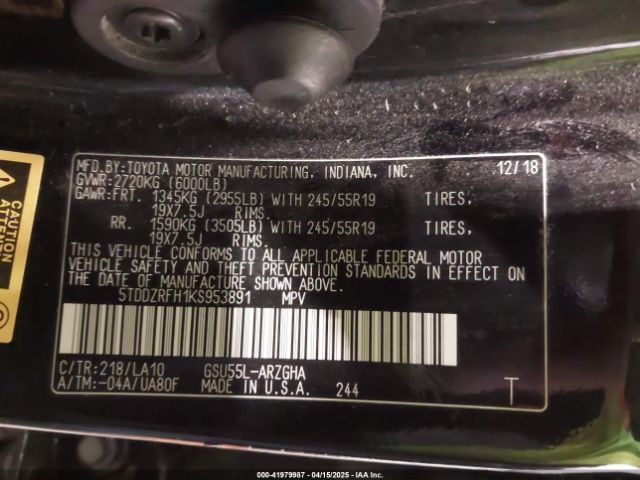 MFD.BY:TOYOTA MOTOR MANUFACTURING, INDIANA, INC. 12/18
GVWR:2720KG (6000LB)
GAWR:FRT. 1345KG (2955LB) WITH 245/55R19 TIRES,
19X7.5J RIMS.
RR. 1590KG (3505LB) WITH 245/55R19 TIRES,
19X7.5J RIMS.
THIS VEHICLE CONFORMS TO ALL APPLICABLE FEDERAL MOTOR
VEHICLE SAFETY AND THEFT PREVENTION STANDARDS IN EFFECT
ON THE DATE OF MANUFACTURE SHOWN ABOVE.
5TDDZRFH1KS953891 MPV
C/TR:218/LA10 GSU55L-ARZGHA
A/TM:-04A/UA80F MADE IN U.S.A. 244 T
CAUTION
000-41979987 - 04/15/2025 - IAAI, Inc.